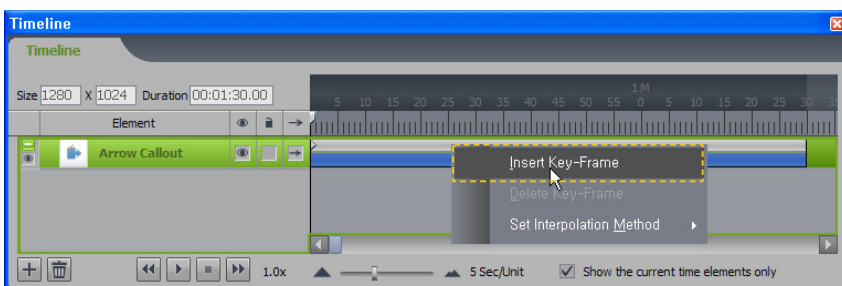 Timeline
Timeline
Size 1280 X 1024 Duration 00:01:30.00
1M
5 10 15 20 25 30 35 40 45 50 55 0 5 10 15 20 25 30 35
Element
Arrow Callout
Insert Key-Frame
Delete Key-Frame
Set Interpolation Method
1.0x
5 Sec/Unit
Show the current time elements only